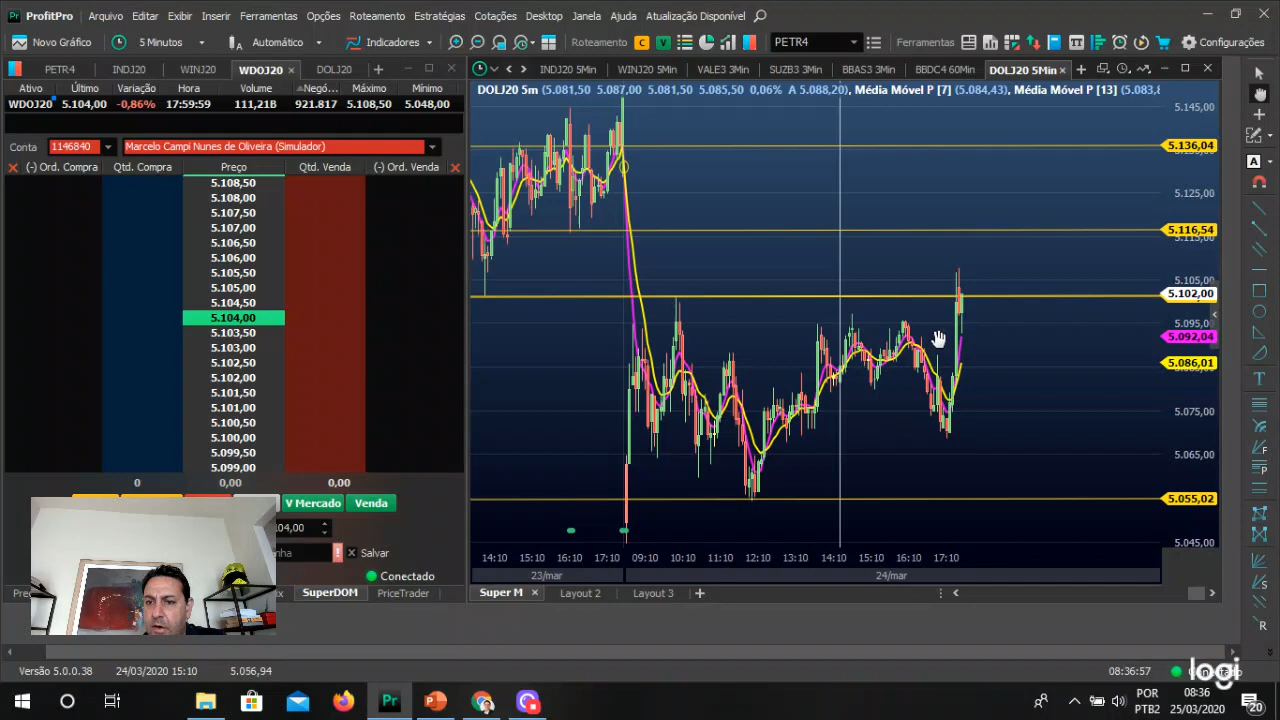 Pr ProfitPro Arquivo Editar Exibir Inserir Ferramentas Opções Roteamento Estratégias Cotações Desktop Janela Ajuda Atualização Disponível
Novo Gráfico 5 Minutos Automático Indicadores Roteamento C V PETR4 Ferramentas Configurações
PETR4 INDJ20 WINJ20 WDOJ20 DOLJ20
Ativo Último Variação Hora Volume Negó... Máximo Mínimo
WDOJ20 5.104,00 -0,86% 17:59:59 111,21B 921.817 5.108,50 5.048,00
Conta 1146840 Marcelo Campi Nunes de Oliveira (Simulador)
(-) Ord. Compra Qtd. Compra Preço Qtd. Venda (-) Ord. Venda
5.108,50
5.108,00
5.107,50
5.107,00
5.106,50
5.106,00
5.105,50
5.105,00
5.104,50
5.104,00
5.103,50
5.103,00
5.102,50
5.102,00
5.101,50
5.101,00
5.100,50
5.100,00
5.099,50
5.099,00
0 0,00 0,00
V Mercado Venda
104,00
Salvar
Conectado
SuperDOM PriceTrader
INDJ20 5Min WINJ20 5Min VALE3 5Min SUZB3 5Min BBAS3 5Min BBDC4 60Min DOLJ20 5Min
DOLJ20 5m (5.081,50 5.087,00 5.081,50 5.085,50 0,06% A 5.088,20), Média Móvel P [7] (5.084,43), Média Móvel P [13] (5.083,8
5.145,00
5.136,04
5.125,00
5.116,54
5.115,00
5.105,00
5.102,00
5.095,00
5.092,04
5.086,01
5.075,00
5.065,00
5.055,02
5.045,00
14:10 15:10 16:10 17:10 09:10 10:10 11:10 12:10 13:10 14:10 15:10 16:10 17:10
23/mar 24/mar
Super M Layout 2 Layout 3
Versão 5.0.0.38 24/03/2020 15:10 5.056,94 08:36:57
logi
POR
PTB2
08:36
25/03/2020
20